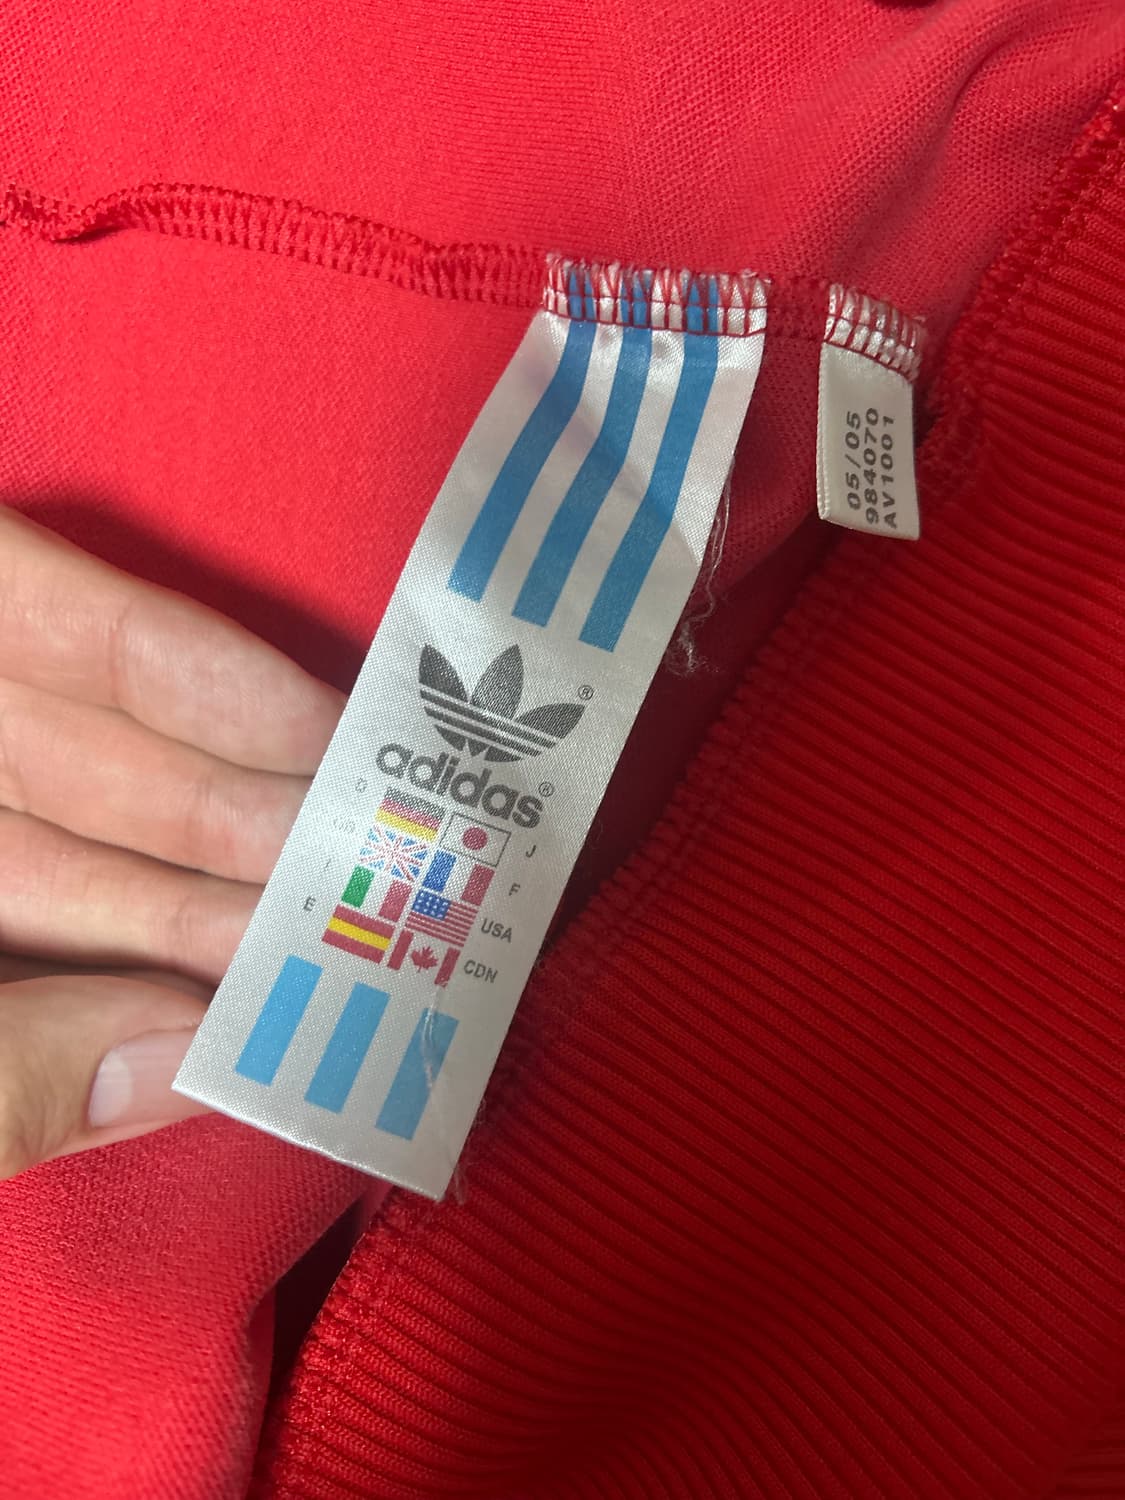 05/05
984070
AV1001
®
adidas®
D
J
GB
F
I
USA
E
CDN